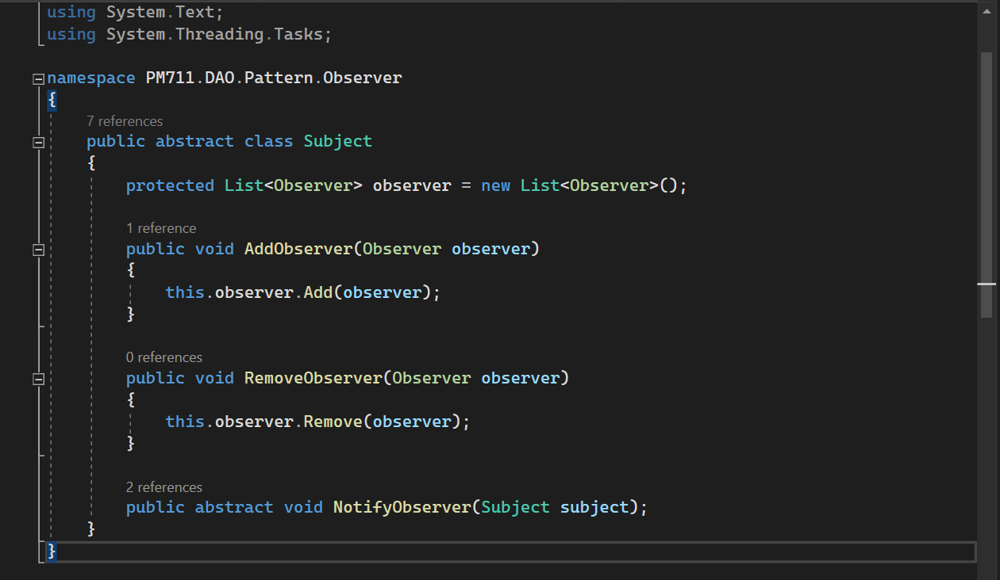 using System.Text;
using System.Threading.Tasks;
namespace PM711.DAO.Pattern.Observer
{
7 references
public abstract class Subject
{
protected List<Observer> observer = new List<Observer>();
1 reference
public void AddObserver(Observer observer)
{
this.observer.Add(observer);
}
0 references
public void RemoveObserver(Observer observer)
{
this.observer.Remove(observer);
}
2 references
public abstract void NotifyObserver(Subject subject);
}
}